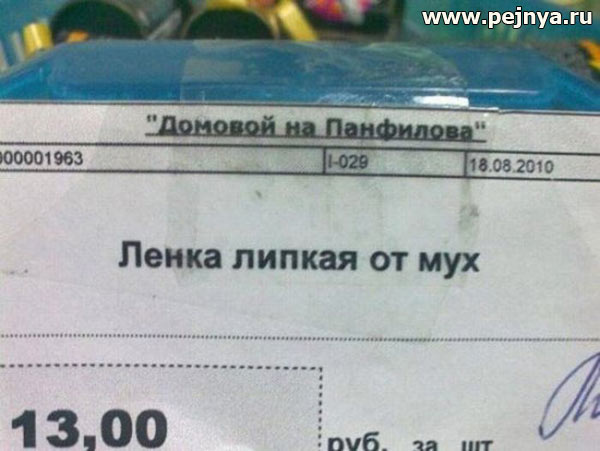 www.pejnya.ru
"Домовой на Панфилова"
000001963 I-029 18.08.2010
Ленка липкая от мух
13,00 руб. за шт